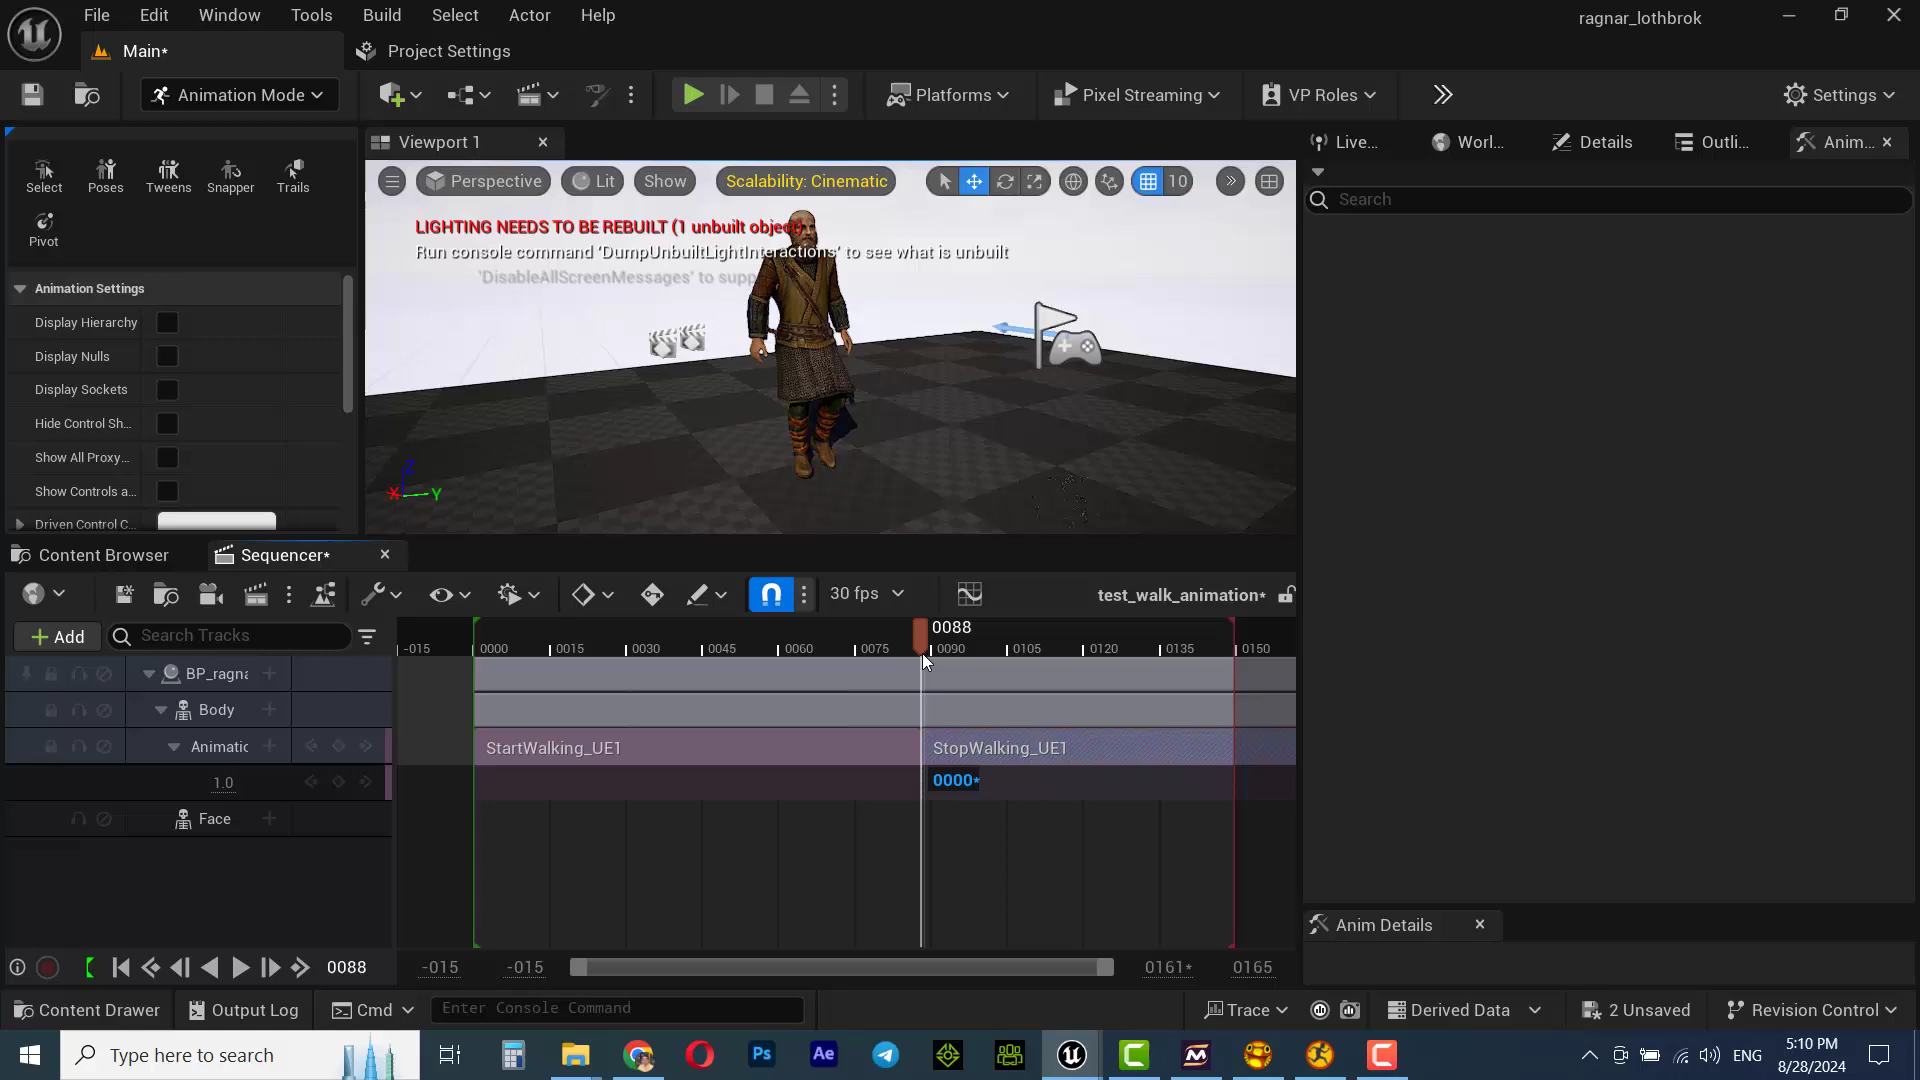 File Edit Window Tools Build Select Actor Help
ragnar_lothbrok
Main*
Project Settings
Animation Mode
Platforms
Pixel Streaming
VP Roles
Settings
Viewport 1
Live...
Worl...
Details
Outli...
Anim...
Select Poses Tweens Snapper Trails
Pivot
Perspective
Lit
Show
Scalability: Cinematic
10
Search
LIGHTING NEEDS TO BE REBUILT (1 unbuilt object)
Run console command 'DumpUnbuiltLightInteractions' to see what is unbuilt
'DisableAllScreenMessages' to supp
Animation Settings
Display Hierarchy
Display Nulls
Display Sockets
Hide Control Sh...
Show All Proxy...
Show Controls a...
Driven Control C...
Z
X
Y
Content Browser
Sequencer*
30 fps
test_walk_animation*
Add
Search Tracks
0088
-015 0000 0015 0030 0045 0060 0075 0090 0105 0120 0135 0150
BP_ragna
Body
Animatic
StartWalking_UE1
StopWalking_UE1
1.0
0000*
Face
Anim Details
0088
-015
-015
0161*
0165
Content Drawer
Output Log
Cmd
Enter Console Command
Trace
Derived Data
2 Unsaved
Revision Control
Type here to search
Ps
Ae
ENG
5:10 PM
8/28/2024